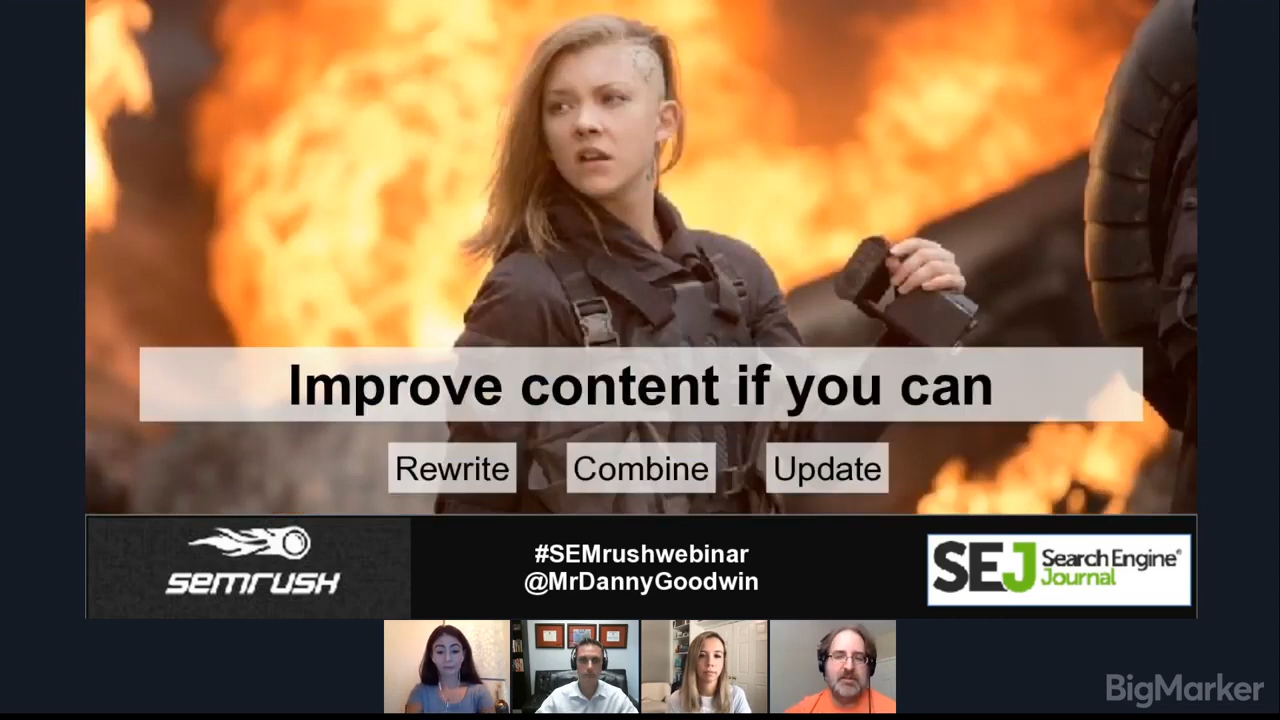 Improve content if you can
Rewrite
Combine
Update
semrush
#SEMrushwebinar
@MrDannyGoodwin
SEJ Search Engine®
Journal
BigMarker